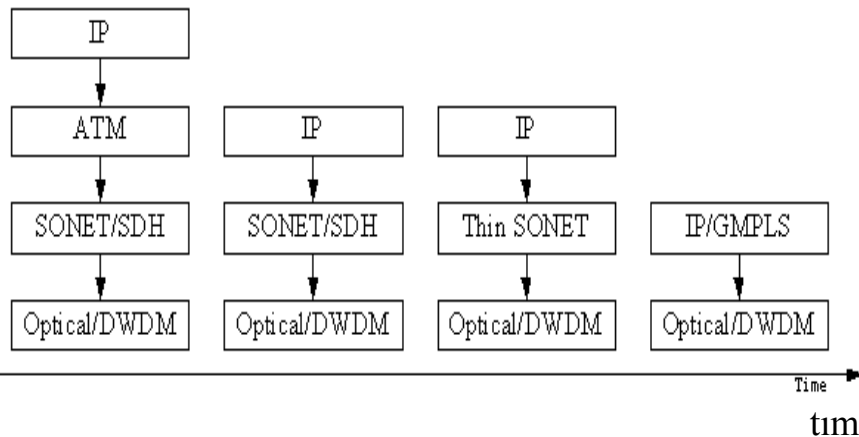 IP
ATM IP IP
SONET/SDH SONET/SDH Thin SONET IP/GMPLS
Optical/DWDM Optical/DWDM Optical/DWDM Optical/DWDM
Time
tım